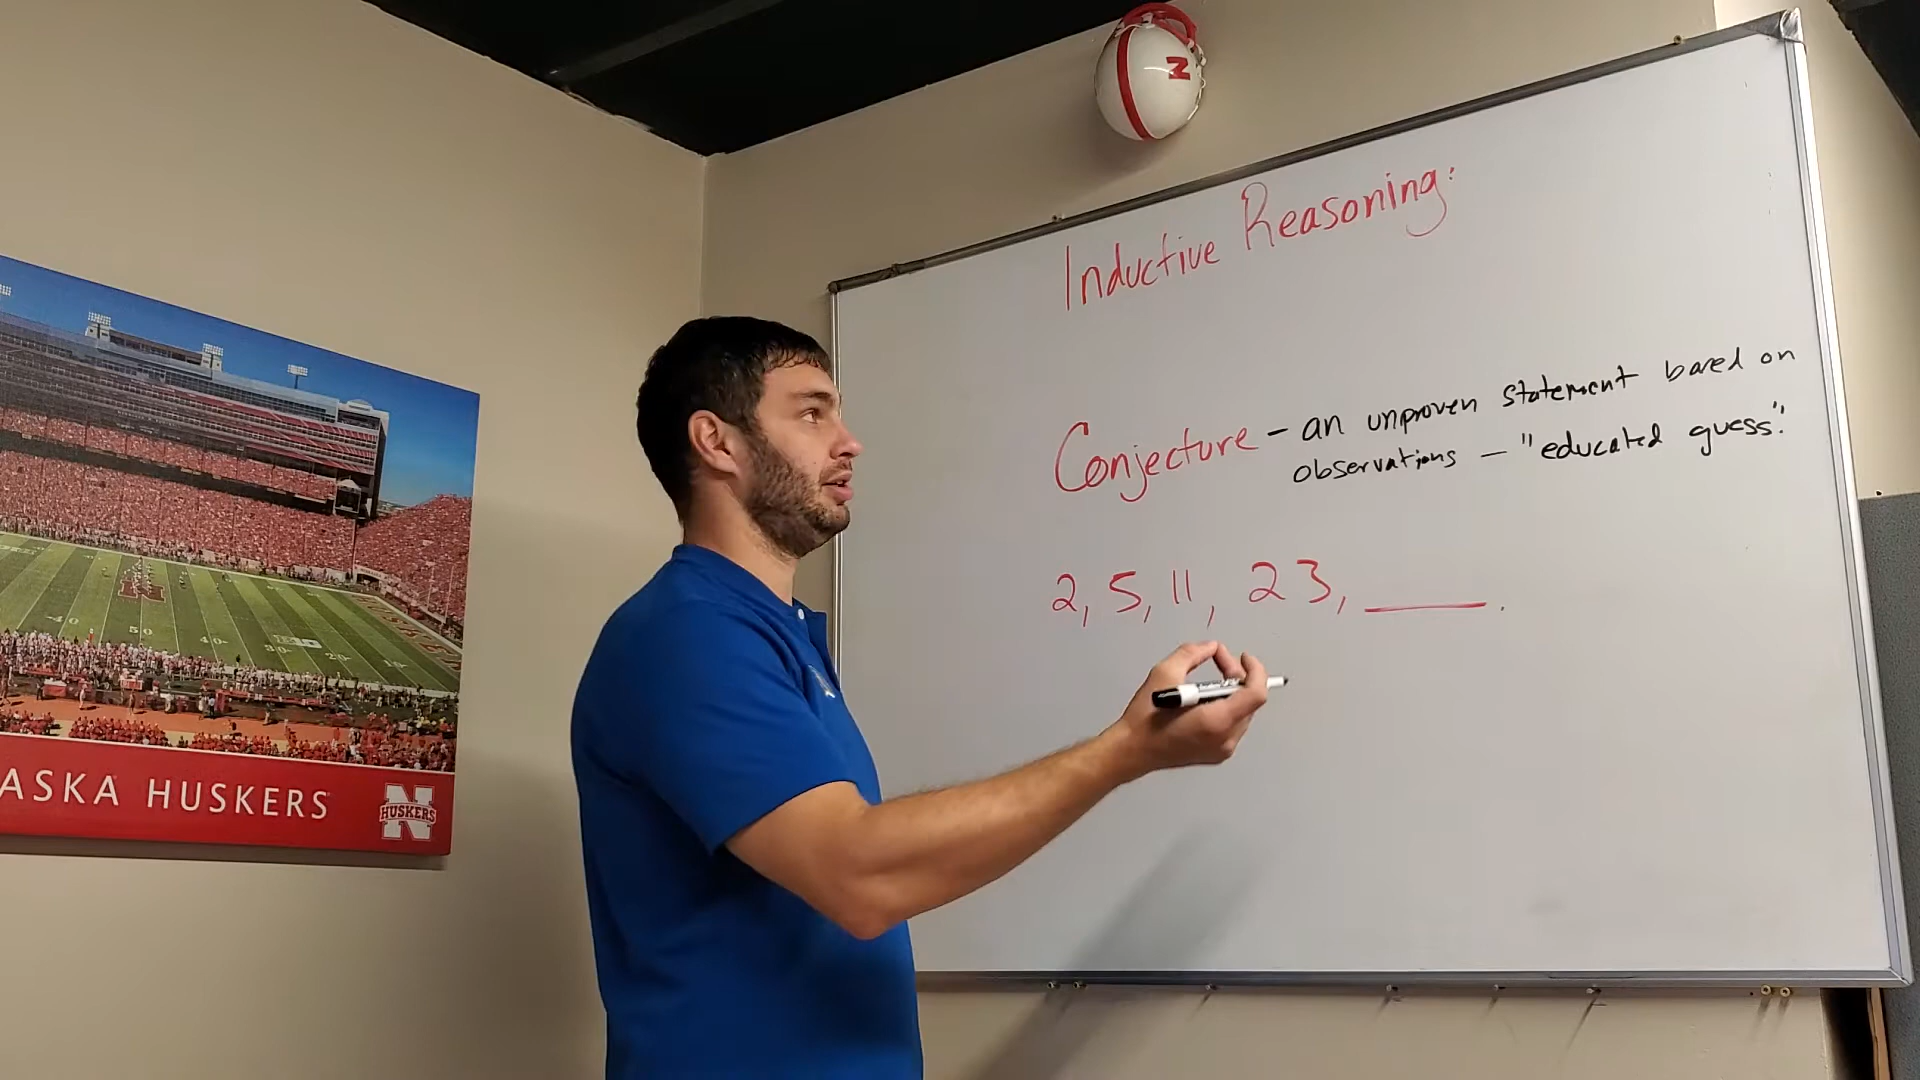 N
Inductive Reasoning:
Conjecture - an unproven statement based on
observations - "educated guess."
2, 5, 11, 23, ____.
ASKA HUSKERS
N
HUSKERS